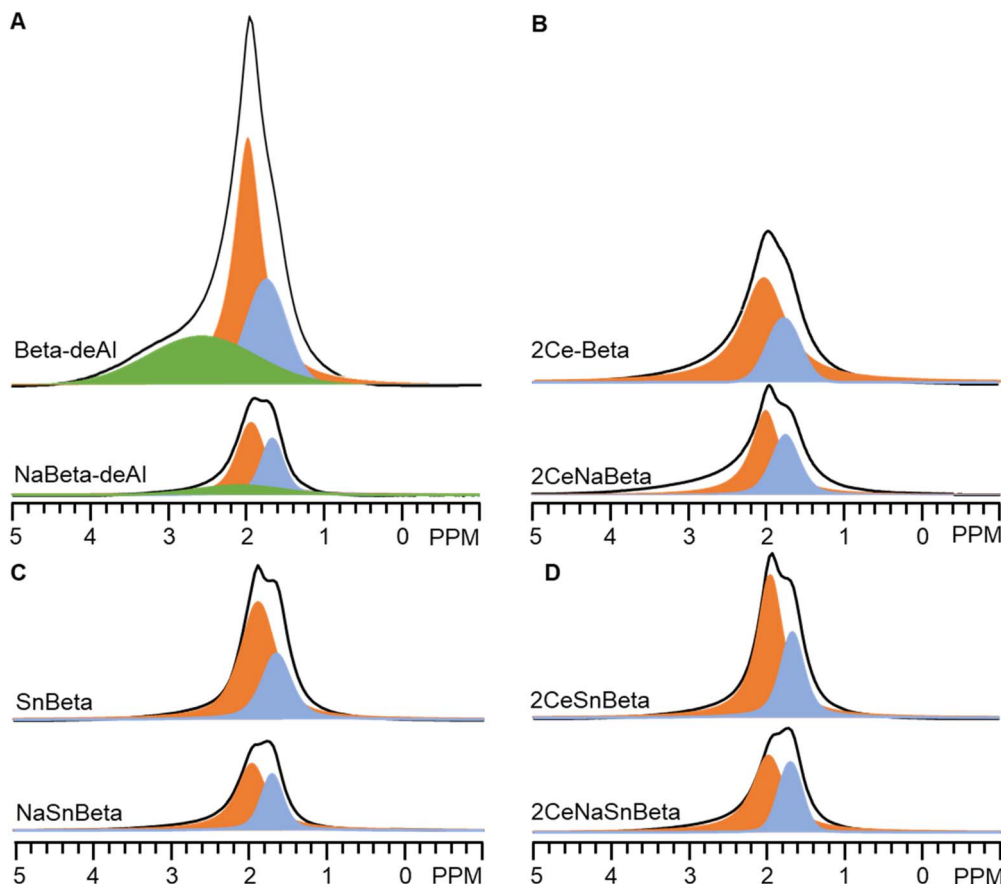 A
Beta-deAl
NaBeta-deAl
5 4 3 2 1 0 PPM
B
2Ce-Beta
2CeNaBeta
5 4 3 2 1 0 PPM
C
SnBeta
NaSnBeta
5 4 3 2 1 0 PPM
D
2CeSnBeta
2CeNaSnBeta
5 4 3 2 1 0 PPM